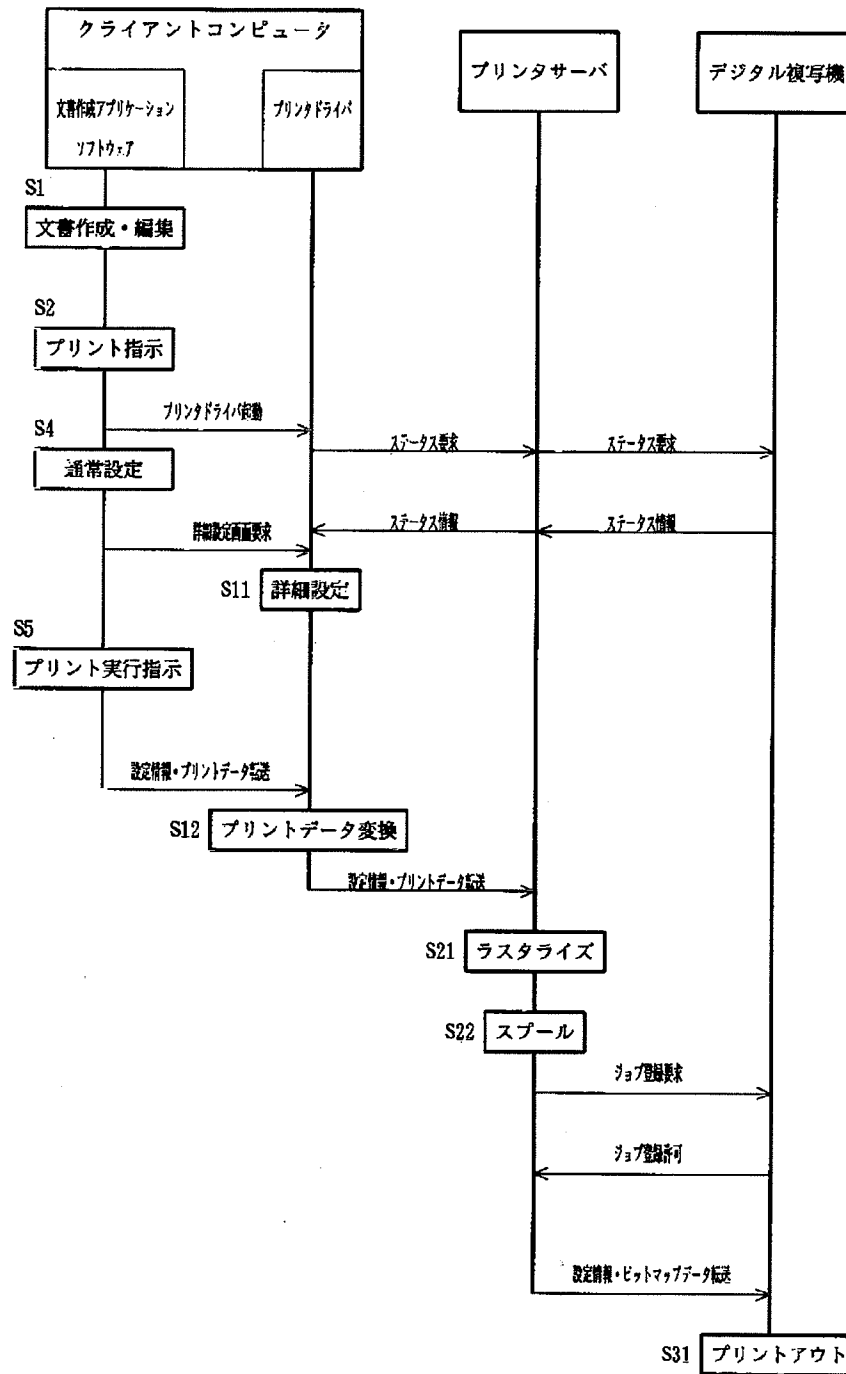 クライアントコンピュータ
文書作成アプリケーション
ソフトウェア
プリンタドライバ
プリンタサーバ
デジタル複写機
S1
文書作成・編集
S2
プリント指示
プリンタドライバ起動
S4
通常設定
ステータス要求
ステータス要求
ステータス情報
ステータス情報
詳細設定画面要求
S11
詳細設定
S5
プリント実行指示
設定情報・プリントデータ転送
S12
プリントデータ変換
設定情報・プリントデータ転送
S21
ラスタライズ
S22
スプール
ジョブ登録要求
ジョブ登録許可
設定情報・ビットマップデータ転送
S31
プリントアウト